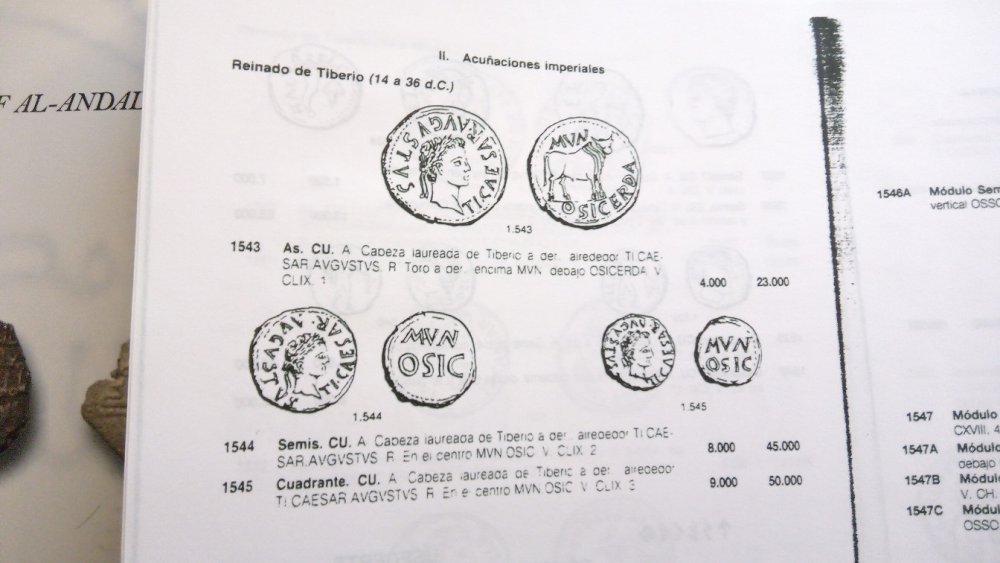 F AL-ANDAL
II. Acuñaciones imperiales
Reinado de Tiberio (14 a 36 d.C.)
TI CAESAR AVGVSTVS
MVN
OSICERDA
1.543
1543 As. CU. A. Cabeza laureada de Tiberio a der. alrededor TI.CAE-
SAR.AVGVSTVS. R. Toro a der. encima MVN. debajo OSICERDA. V.
CLIX. 1 4.000 23.000
TI CAESAR AVGVSTVS
MVN
OSIC
TI CAESAR AVGVSTVS
MVN
OSIC
1.544
1.545
1544 Semis. CU. A. Cabeza laureada de Tiberio a der. alrededor TI.CAE-
SAR.AVGVSTVS. R. En el centro MVN.OSIC. V. CLIX. 2 8.000 45.000
1545 Cuadrante. CU. A. Cabeza laureada de Tiberio a der. alrededor
TI.CAESAR.AVGVSTVS. R. En el centro MVN.OSIC. V. CLIX. 3 9.000 50.000
1546A Módulo Sem
vertical OSSC
1547 Módulo
CXVIII. 4
1547A Módulo
debajo
1547B Módulo
V. CH.
1547C Módul
OSSC